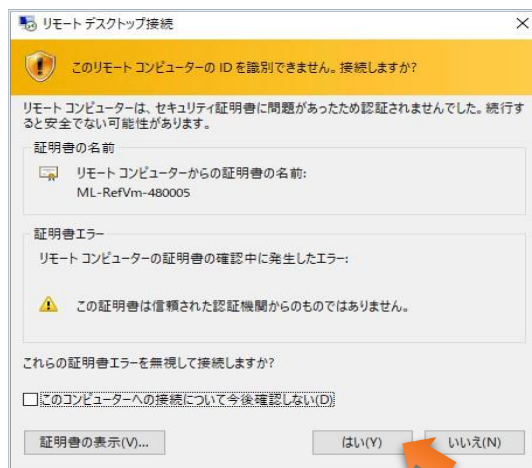 リモート デスクトップ接続
このリモート コンピューターの ID を識別できません。接続しますか?
リモート コンピューターは、セキュリティ証明書に問題があったため認証されませんでした。続行す
ると安全でない可能性があります。
証明書の名前
リモート コンピューターからの証明書の名前:
ML-RefVm-480005
証明書エラー
リモート コンピューターの証明書の確認中に発生したエラー:
この証明書は信頼された認証機関からのものではありません。
これらの証明書エラーを無視して接続しますか?
このコンピューターへの接続について今後確認しない(D)
証明書の表示(V)... はい(Y) いいえ(N)